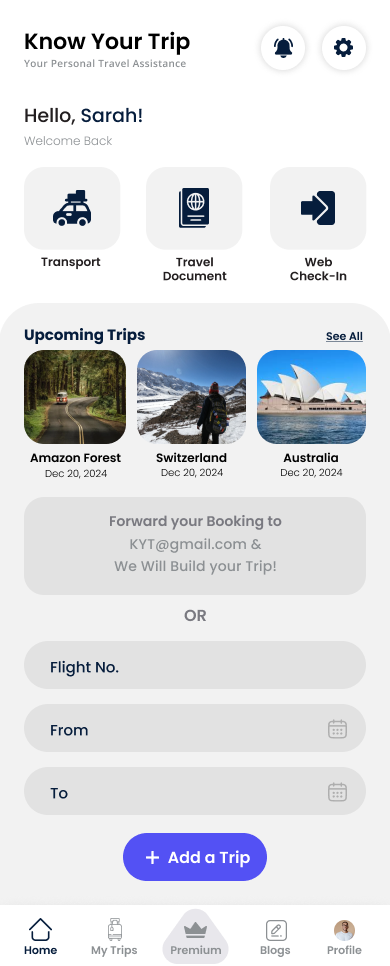 Know Your Trip
Your Personal Travel Assistance
Hello, Sarah!
Welcome Back
Transport
Travel
Document
Web
Check-In
Upcoming Trips
See All
Amazon Forest
Dec 20, 2024
Switzerland
Dec 20, 2024
Australia
Dec 20, 2024
Forward your Booking to
KYT@gmail.com &
We Will Build your Trip!
OR
Flight No.
From
To
+ Add a Trip
Home
My Trips
Premium
Blogs
Profile